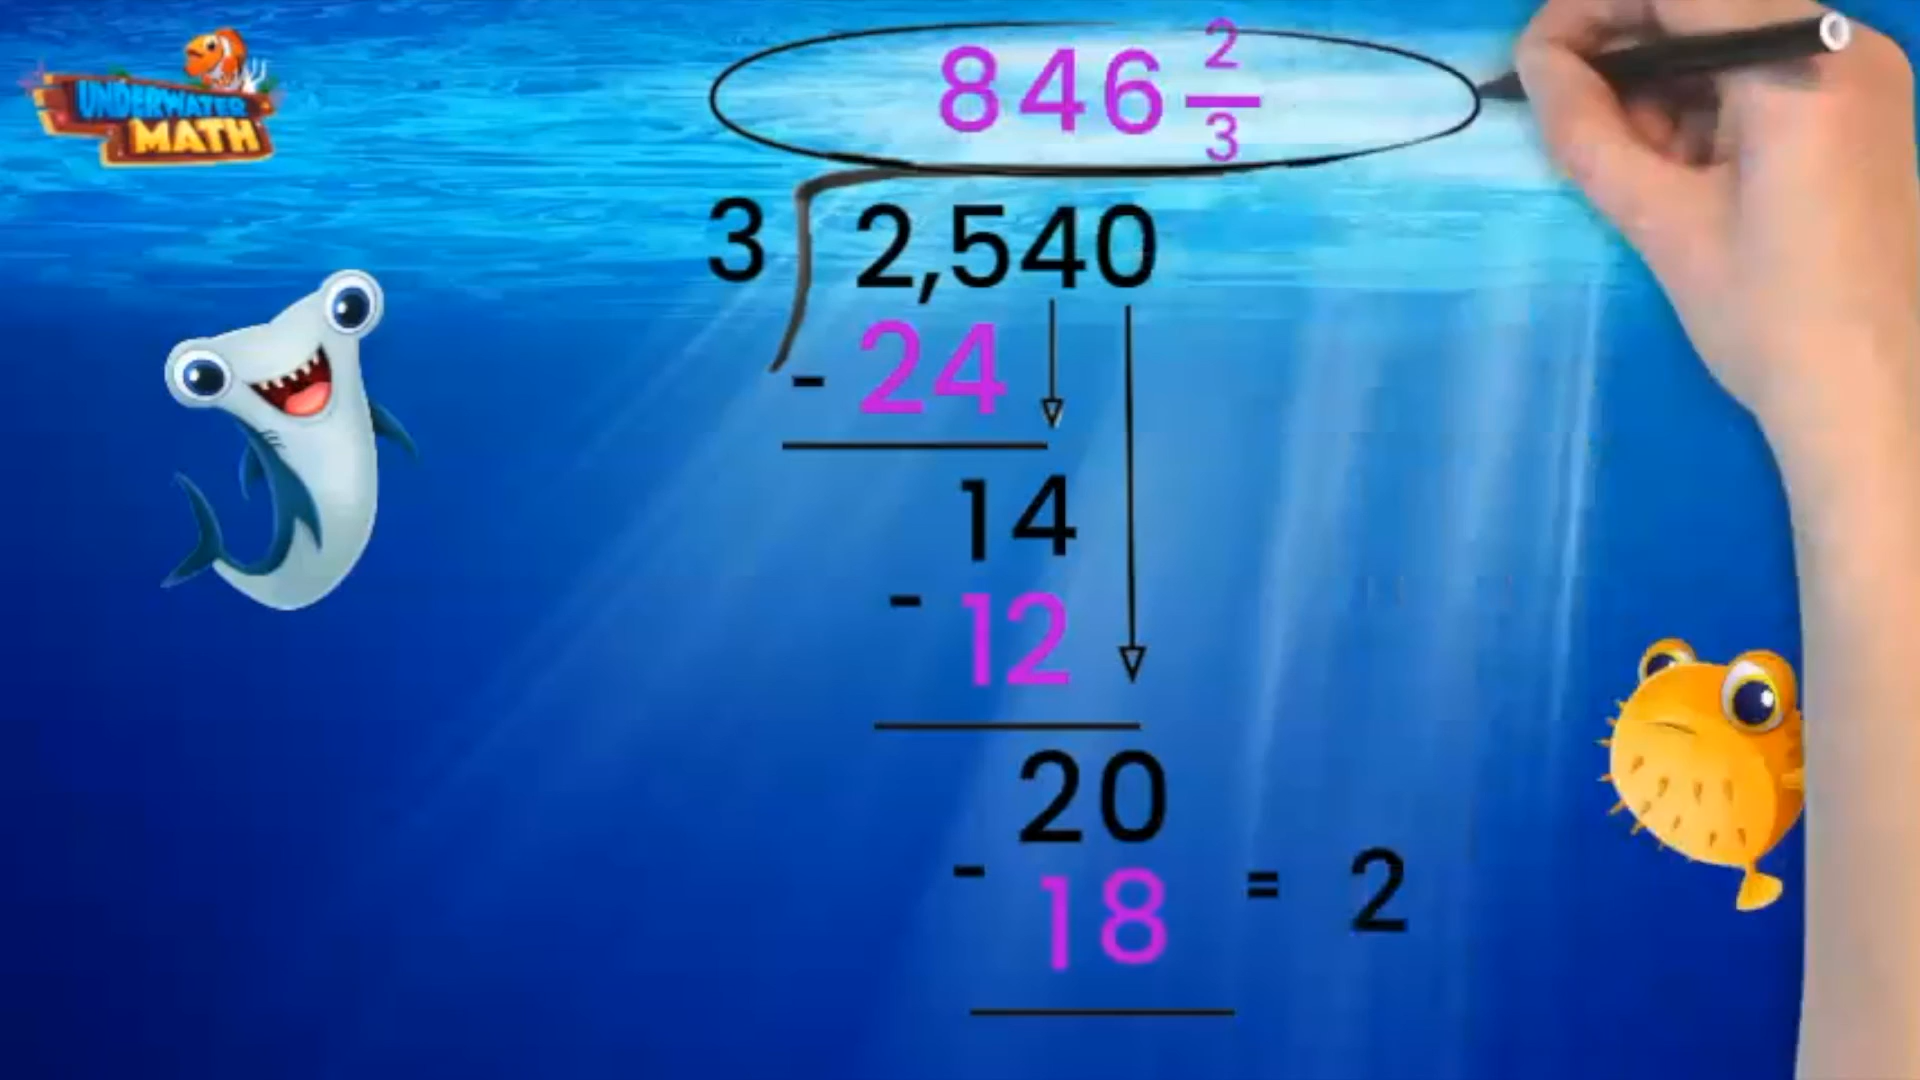 UNDERWATER
MATH
846 2/3
3 2,540
- 24
14
- 12
20
- 18 = 2